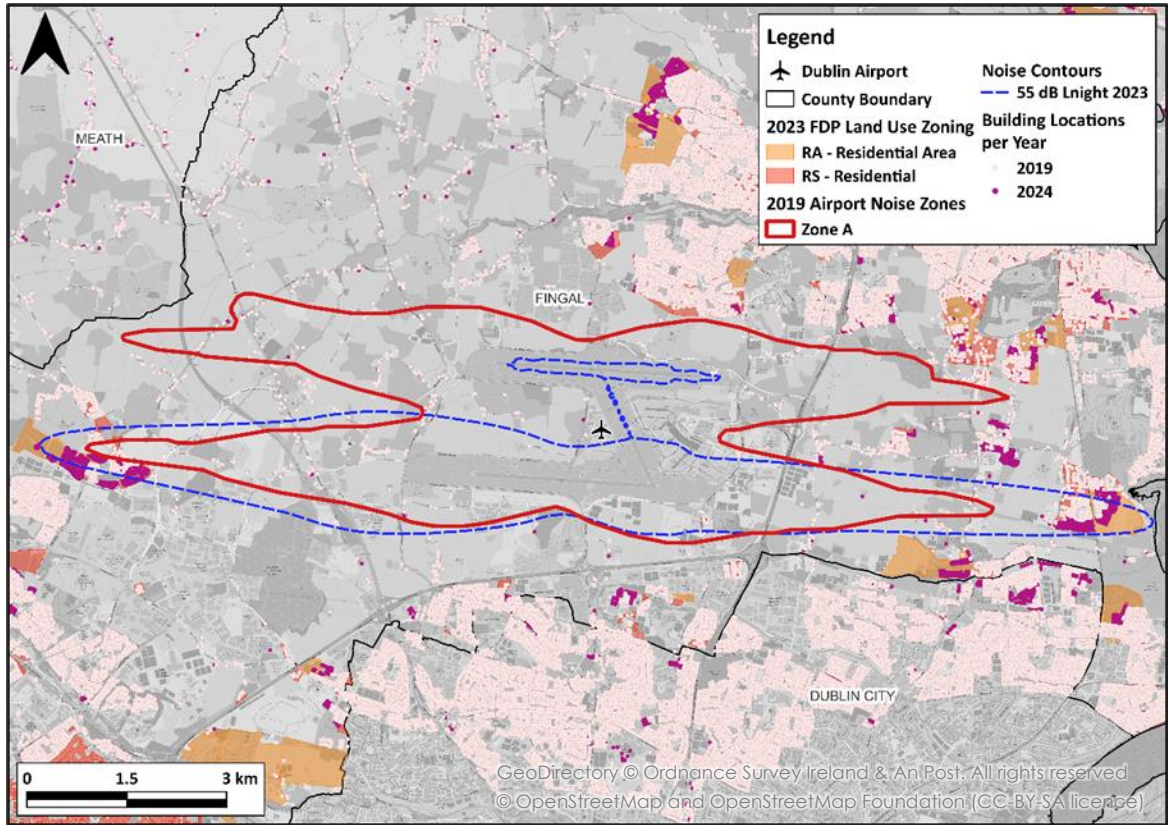 Legend
Dublin Airport
County Boundary
2023 FDP Land Use Zoning
RA - Residential Area
RS - Residential
2019 Airport Noise Zones
Zone A
Noise Contours
55 dB Lnight 2023
Building Locations
per Year
2019
2024
MEATH
FINGAL
DUBLIN CITY
0 1.5 3 km
GeoDirectory © Ordnance Survey Ireland & An Post. All rights reserved
© OpenStreetMap and OpenStreetMap Foundation (CC-BY-SA licence)